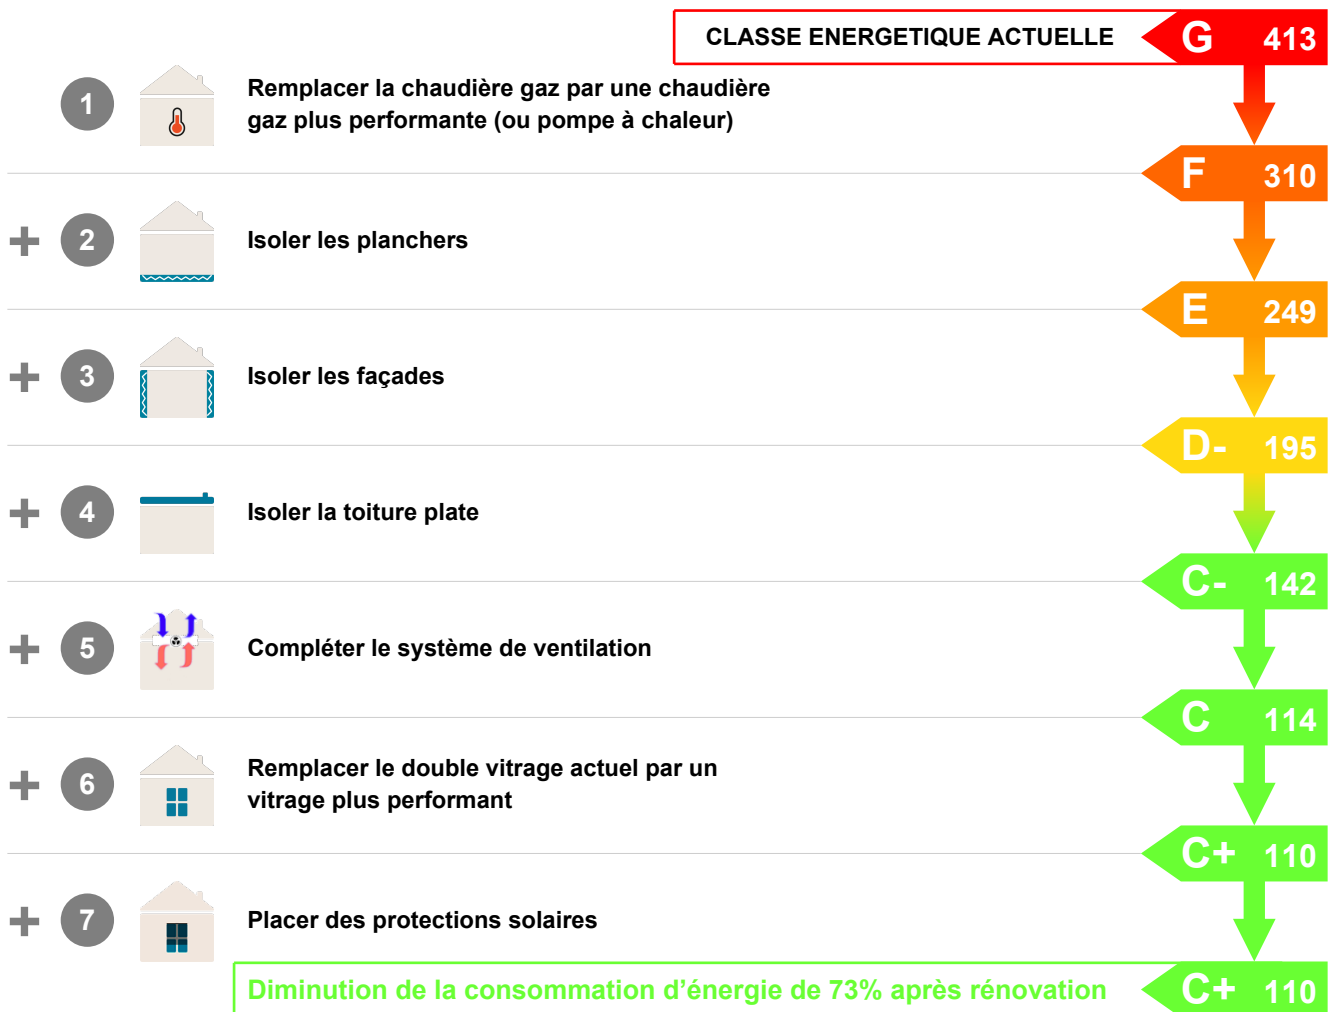 CLASSE ENERGETIQUE ACTUELLE G 413
1 Remplacer la chaudière gaz par une chaudière
gaz plus performante (ou pompe à chaleur)
F 310
+ 2 Isoler les planchers
E 249
+ 3 Isoler les façades
D- 195
+ 4 Isoler la toiture plate
C- 142
+ 5 Compléter le système de ventilation
C 114
+ 6 Remplacer le double vitrage actuel par un
vitrage plus performant
C+ 110
+ 7 Placer des protections solaires
Diminution de la consommation d’énergie de 73% après rénovation C+ 110